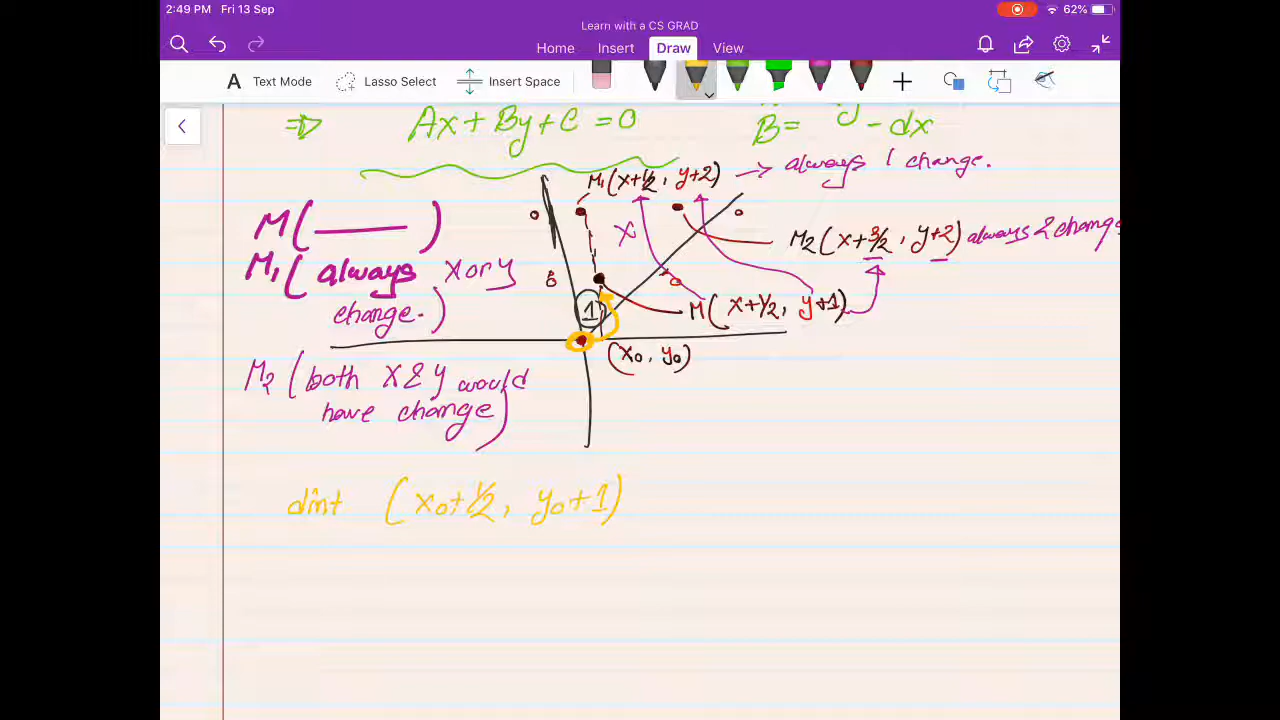 2:49 PM Fri 13 Sep
62%
Learn with a CS GRAD
Home Insert Draw View
A Text Mode Lasso Select Insert Space
⇒ Ax + By + C = 0
B = - dx
M1 (x+1/2, y+2) → always 1 change.
M( ——— )
M2 (x+3/2, y+2) always 2 change
X
M1 ( always x or y
change. )
1
M (x+1/2, y+1)
(x0, y0)
M2 (both X & y would
have change)
dint (x0+1/2, y0+1)